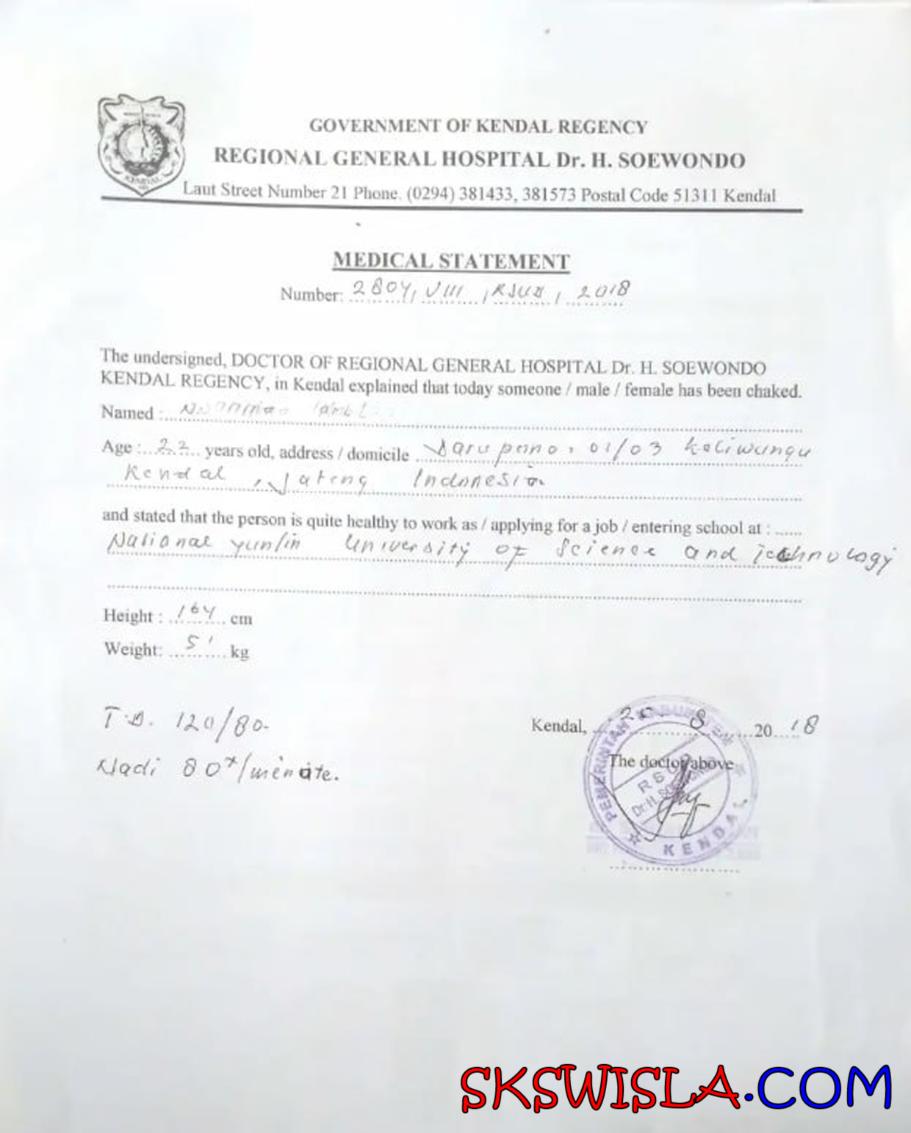 GOVERNMENT OF KENDAL REGENCY
REGIONAL GENERAL HOSPITAL Dr. H. SOEWONDO
Laut Street Number 21 Phone. (0294) 381433, 381573 Postal Code 51311 Kendal
KENDAL
MEDICAL STATEMENT
Number: 2804, VIII, RSUD, 2018
The undersigned, DOCTOR OF REGIONAL GENERAL HOSPITAL Dr. H. SOEWONDO
KENDAL REGENCY, in Kendal explained that today someone / male / female has been chaked.
Named :
Age : 22 years old, address / domicile Darupono, 01/03 Kaliwungu
Kendal, Jateng Indonesia
and stated that the person is quite healthy to work as / applying for a job / entering school at : ......
National yunlin University of Science and technology
Height : 164 cm
Weight: 51 kg
T.D. 120/80.
Nadi 80x/menute.
Kendal, 20 8 2018
The doctor above
PEMERINTAH KABUPATEN
Dr. H. SOEWONDO
KENDAL
SKSWISLA.COM